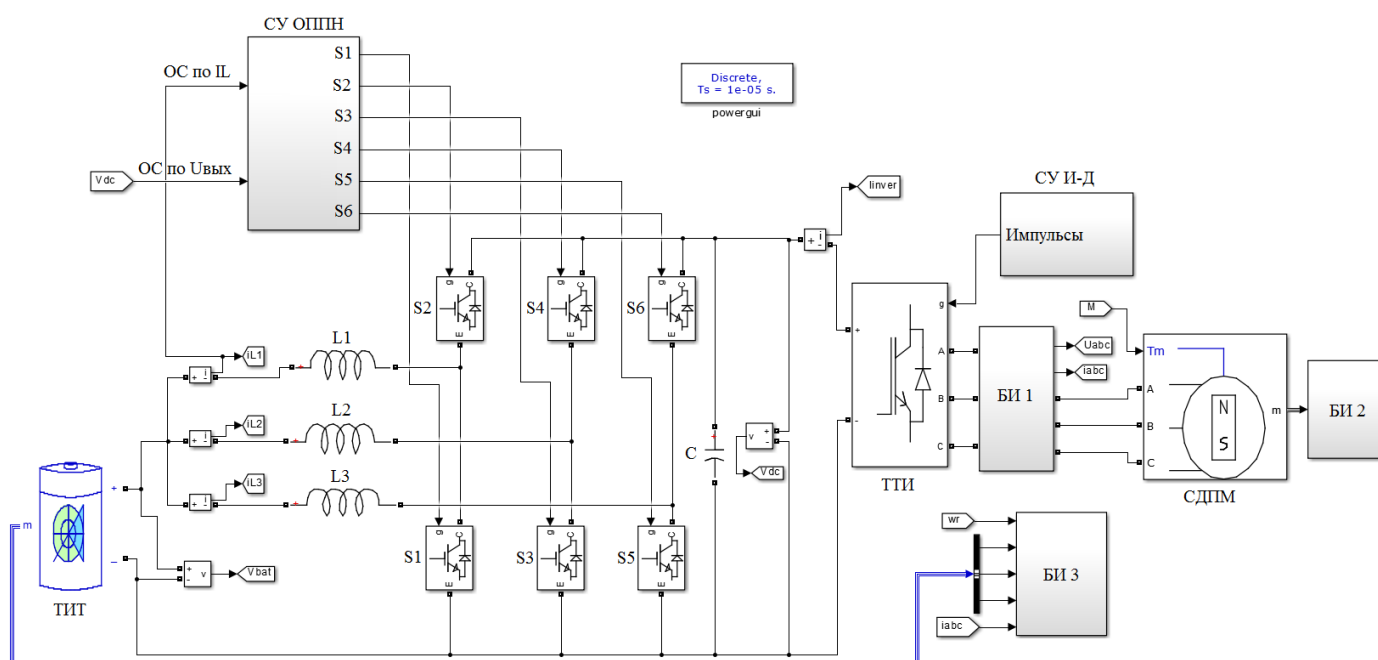 СУ ОППН
S1
ОС по IL
S2
S3
S4
ОС по Uвых
Vdc
S5
S6
Discrete,
Ts = 1e-05 s.
powergui
СУ И-Д
Импульсы
Iinver
+
i
-
g
C
E
S2
g
C
E
S4
g
C
E
S6
L1
iL1
+
i
-
L2
iL2
+
i
-
L3
iL3
+
i
-
C
+
v
+
-
Vdc
g
+
-
A
B
C
ТТИ
БИ 1
Uabc
iabc
M
Tm
A
B
C
N
S
m
СДПМ
БИ 2
m
+
_
ТИТ
+
-
v
Vbat
S1
g
C
E
S3
g
C
E
S5
g
C
E
wr
iabc
БИ 3